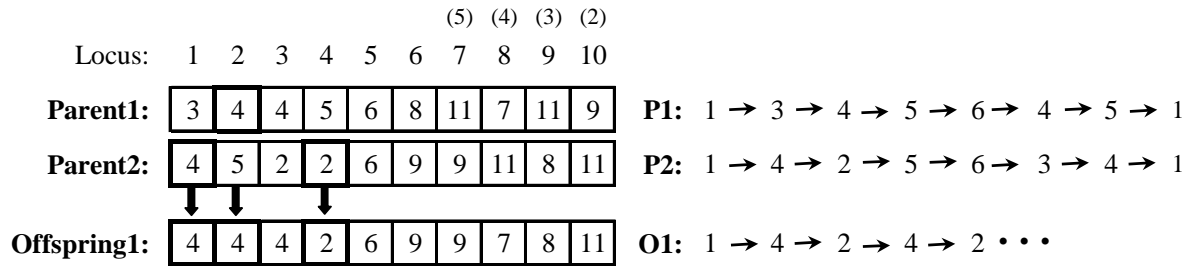 (5) (4) (3) (2)
Locus: 1 2 3 4 5 6 7 8 9 10
Parent1: 3 4 4 5 6 8 11 7 11 9 P1: 1 → 3 → 4 → 5 → 6 → 4 → 5 → 1
Parent2: 4 5 2 2 6 9 9 11 8 11 P2: 1 → 4 → 2 → 5 → 6 → 3 → 4 → 1
Offspring1: 4 4 4 2 6 9 9 7 8 11 O1: 1 → 4 → 2 → 4 → 2 • • •